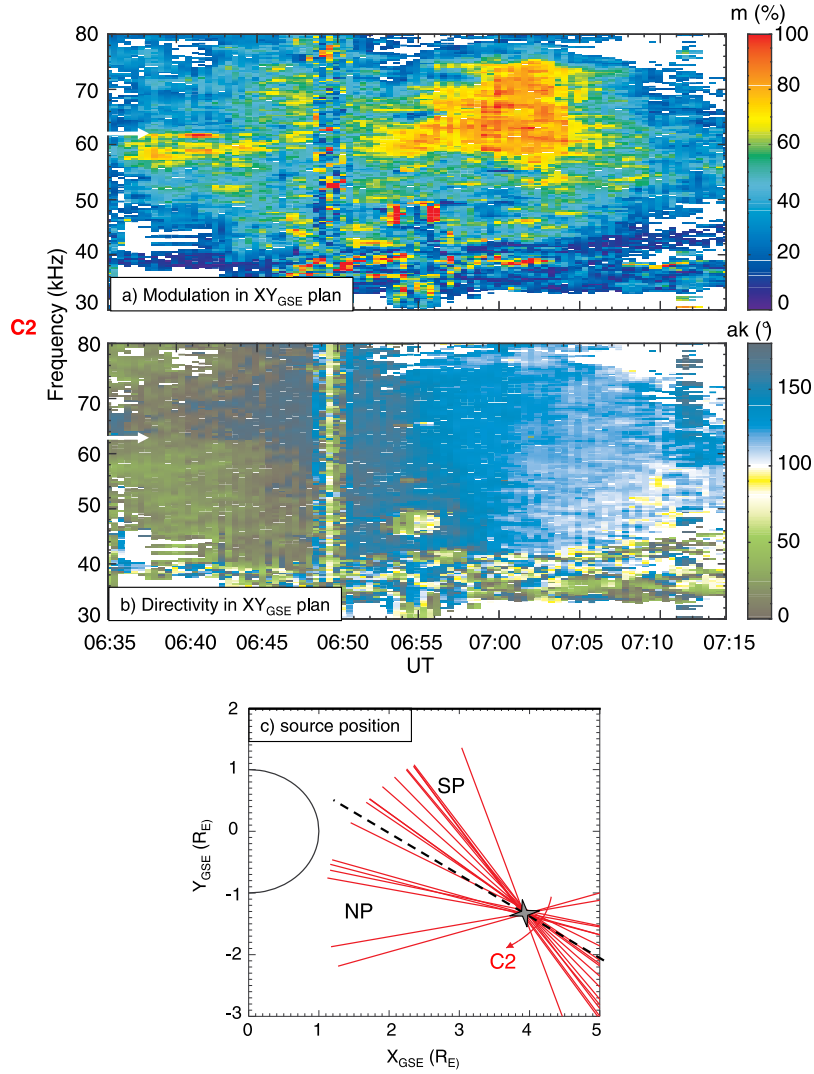 m (%)
80
70
60
50
40
30
100
80
60
40
20
0
a) Modulation in XY_GSE plan
C2
Frequency (kHz)
ak (°)
80
70
60
50
40
30
150
100
50
0
b) Directivity in XY_GSE plan
06:35 06:40 06:45 06:50 06:55 07:00 07:05 07:10 07:15
UT
c) source position
2
1
0
-1
-2
-3
Y_GSE (R_E)
SP
NP
C2
0 1 2 3 4 5
X_GSE (R_E)